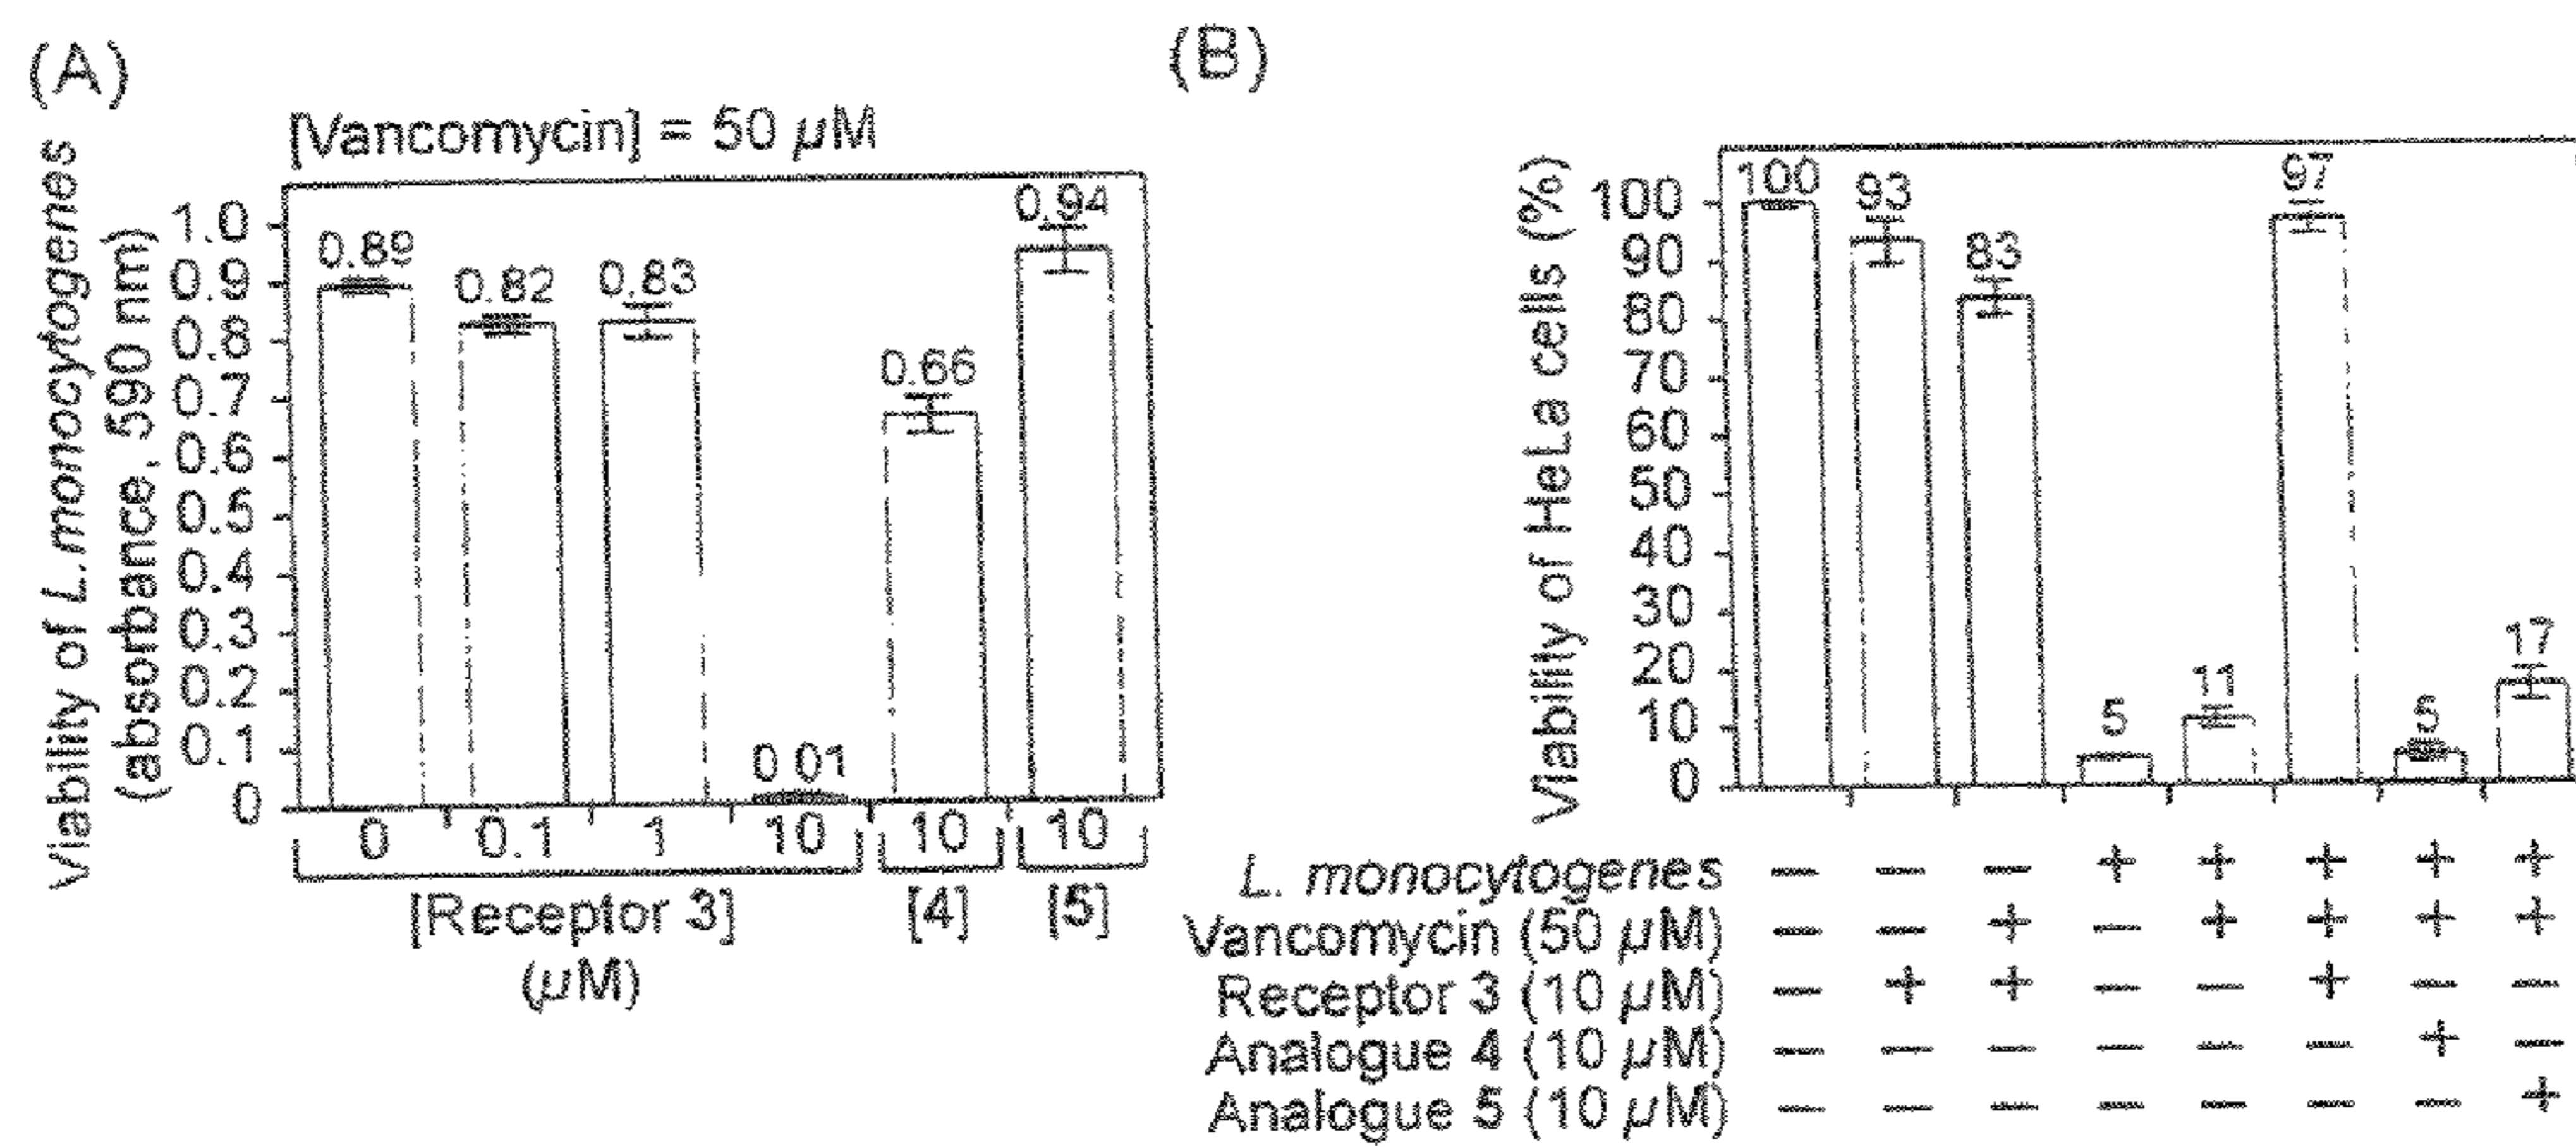 (A)
[Vancomycin] = 50 µM
Viability of L.monocytogenes
(absorbance, 590 nm)
1.0
0.9
0.8
0.7
0.6
0.5
0.4
0.3
0.2
0.1
0
0.89
0.82
0.83
0 01
0.66
0.94
0 0.1 1 10 10 10
[Receptor 3] [4] [5]
(µM)
(B)
Viability of HeLa cells (%)
100
90
80
70
60
50
40
30
20
10
0
100
93
83
5
11
97
5
17
L. monocytogenes — — — + + + + +
Vancomycin (50 µM) — — + — + + + +
Receptor 3 (10 µM) — + + — — + — —
Analogue 4 (10 µM) — — — — — — + —
Analogue 5 (10 µM) — — — — — — — +